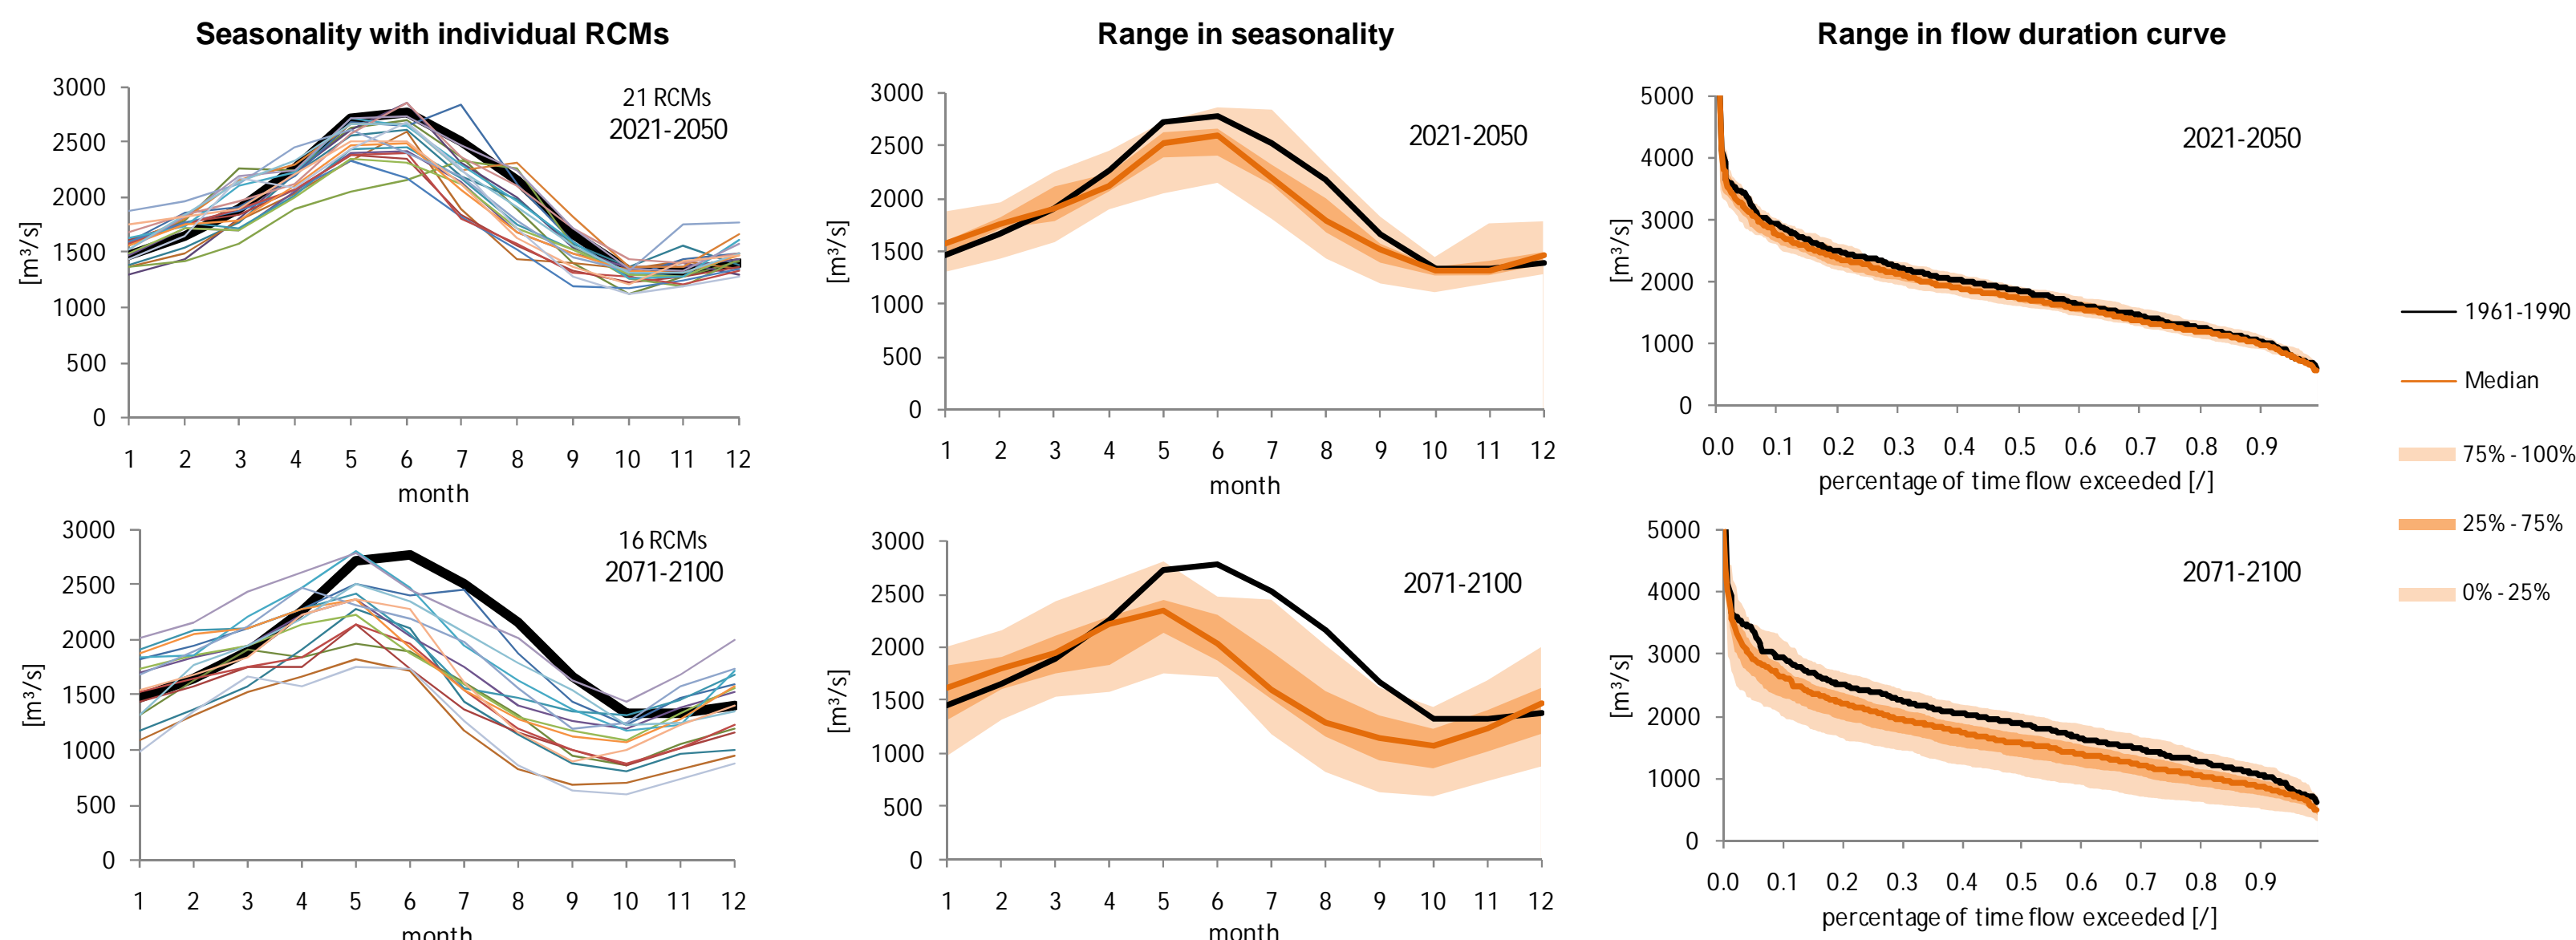 Seasonality with individual RCMs
Range in seasonality
Range in flow duration curve
3000
2500
2000
1500
1000
500
0
[m³/s]
21 RCMs
2021-2050
1 2 3 4 5 6 7 8 9 10 11 12
month
3000
2500
2000
1500
1000
500
0
[m³/s]
2021-2050
1 2 3 4 5 6 7 8 9 10 11 12
month
5000
4000
3000
2000
1000
0
[m³/s]
2021-2050
0.0 0.1 0.2 0.3 0.4 0.5 0.6 0.7 0.8 0.9
percentage of time flow exceeded [/]
1961-1990
Median
75% - 100%
25% - 75%
0% - 25%
3000
2500
2000
1500
1000
500
0
[m³/s]
16 RCMs
2071-2100
1 2 3 4 5 6 7 8 9 10 11 12
month
3000
2500
2000
1500
1000
500
0
[m³/s]
2071-2100
1 2 3 4 5 6 7 8 9 10 11 12
month
5000
4000
3000
2000
1000
0
[m³/s]
2071-2100
0.0 0.1 0.2 0.3 0.4 0.5 0.6 0.7 0.8 0.9
percentage of time flow exceeded [/]